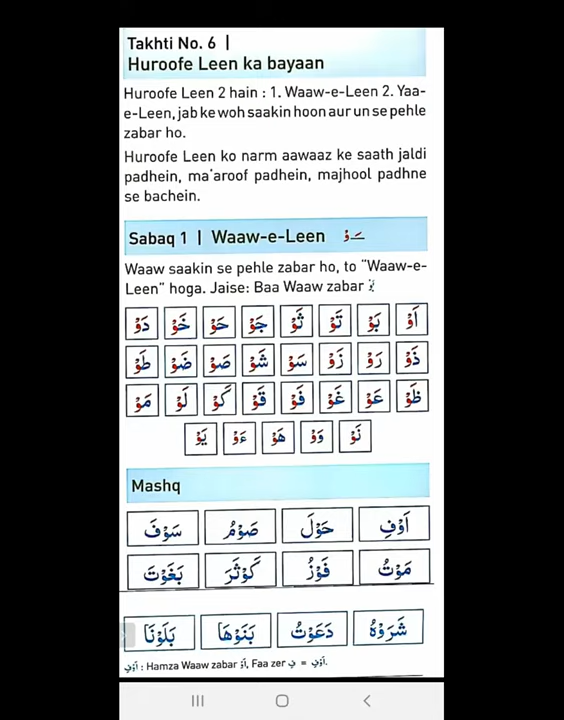 Takhti No. 6 |
Huroofe Leen ka bayaan
Huroofe Leen 2 hain : 1. Waaw-e-Leen 2. Yaa-
e-Leen, jab ke woh saakin hoon aur un se pehle
zabar ho.
Huroofe Leen ko narm aawaaz ke saath jaldi
padhein, ma'aroof padhein, majhool padhne
se bachein.
Sabaq 1 | Waaw-e-Leen ـَوْ
Waaw saakin se pehle zabar ho, to "Waaw-e-
Leen" hoga. Jaise: Baa Waaw zabar
اَوْ بَوْ تَوْ ثَوْ جَوْ حَوْ خَوْ دَوْ
ذَوْ رَوْ زَوْ سَوْ شَوْ صَوْ ضَوْ طَوْ
ظَوْ عَوْ غَوْ فَوْ قَوْ كَوْ لَوْ مَوْ
نَوْ وَوْ هَوْ ءَوْ يَوْ
Mashq
اَوْفِ حَوْلَ صَوْمُ سَوْفَ
مَوْتُ فَوْزُ كَوْثَرَ بَغَوْتَ
شَرَوْهُ دَعَوْتُ بَنَوْهَا بَلَوْنَا
اَوْفِ : Hamza Waaw zabar اَوْ, Faa zer فِ = اَوْفِ.